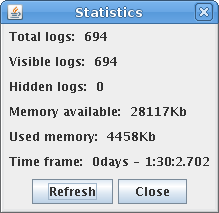 Statistics
Total logs: 694
Visible logs: 694
Hidden logs: 0
Memory available: 28117Kb
Used memory: 4458Kb
Time frame: 0days - 1:30:2.702
Refresh Close